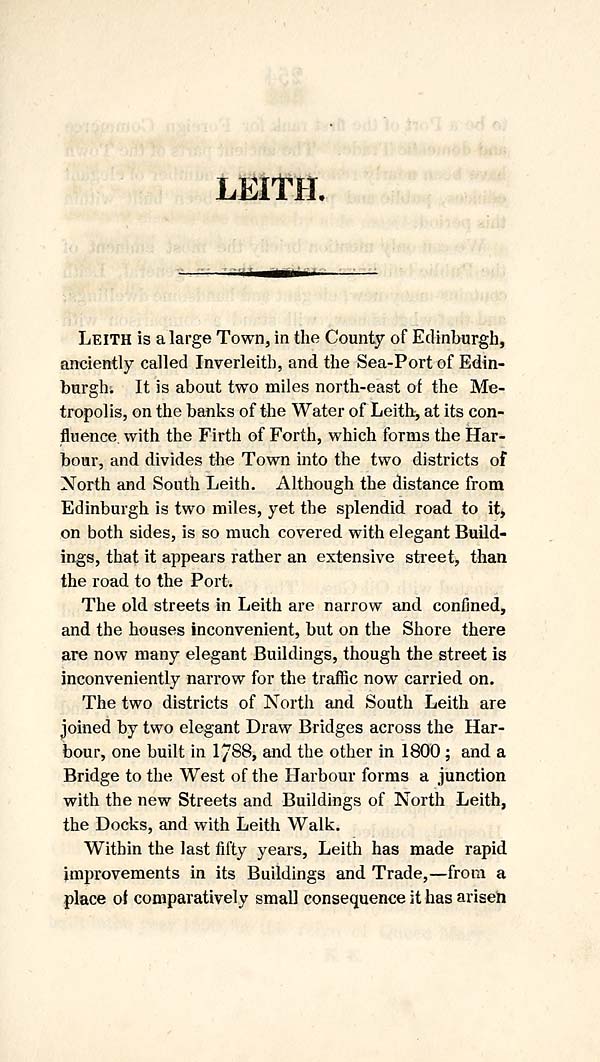 LEITH.
LEITH is a large Town, in the County of Edinburgh,
anciently called Inverleith, and the Sea-Port of Edin-
burgh. It is about two miles north-east of the Me-
tropolis, on the banks of the Water of Leith, at its con-
fluence with the Firth of Forth, which forms the Har-
bour, and divides the Town into the two districts of
North and South Leith. Although the distance from
Edinburgh is two miles, yet the splendid road to it,
on both sides, is so much covered with elegant Build-
ings, that it appears rather an extensive street, than
the road to the Port.
The old streets in Leith are narrow and confined,
and the houses inconvenient, but on the Shore there
are now many elegant Buildings, though the street is
inconveniently narrow for the traffic now carried on.
The two districts of North and South Leith are
joined by two elegant Draw Bridges across the Har-
bour, one built in 1788, and the other in 1800 ; and a
Bridge to the West of the Harbour forms a junction
with the new Streets and Buildings of North Leith,
the Docks, and with Leith Walk.
Within the last fifty years, Leith has made rapid
improvements in its Buildings and Trade,—from a
place of comparatively small consequence it has arisen